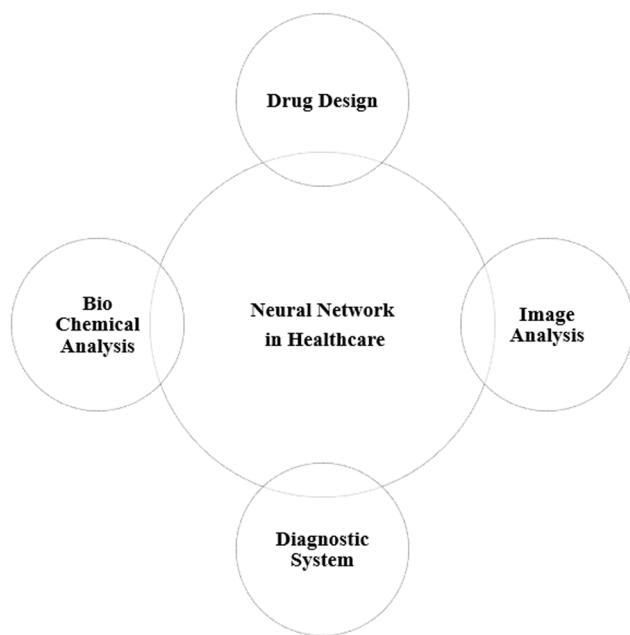 Drug Design
Bio
Chemical
Analysis
Neural Network
in Healthcare
Image
Analysis
Diagnostic
System